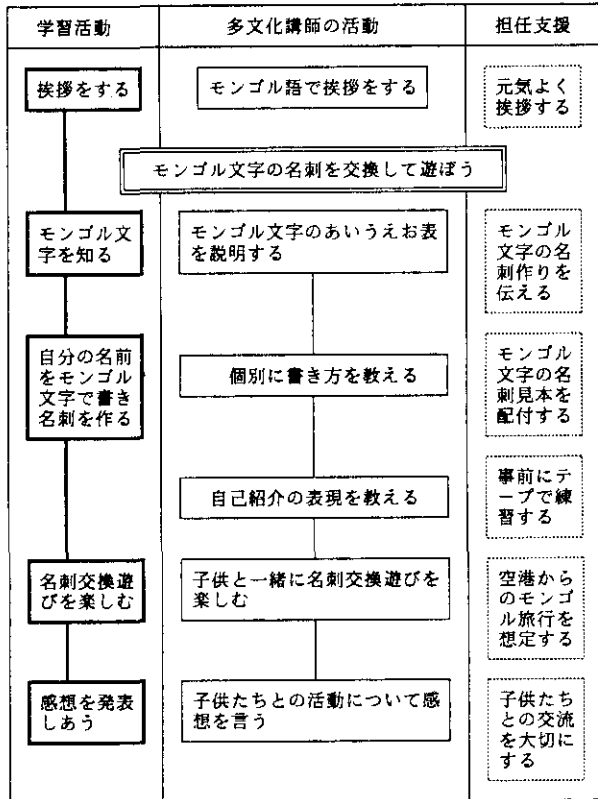 学習活動
多文化講師の活動
担任支援
挨拶をする
モンゴル語で挨拶をする
元気よく
挨拶する
モンゴル文字の名刺を交換して遊ぼう
モンゴル文
字を知る
モンゴル文字のあいうえお表
を説明する
モンゴル
文字の名
刺作りを
伝える
自分の名前
をモンゴル
文字で書き
名刺を作る
個別に書き方を教える
モンゴル
文字の名
刺見本を
配付する
自己紹介の表現を教える
事前にテ
ープで練
習する
名刺交換遊
びを楽しむ
子供と一緒に名刺交換遊びを
楽しむ
空港から
のモンゴ
ル旅行を
想定する
感想を発表
しあう
子供たちとの活動について感
想を言う
子供たち
との交流
を大切に
する